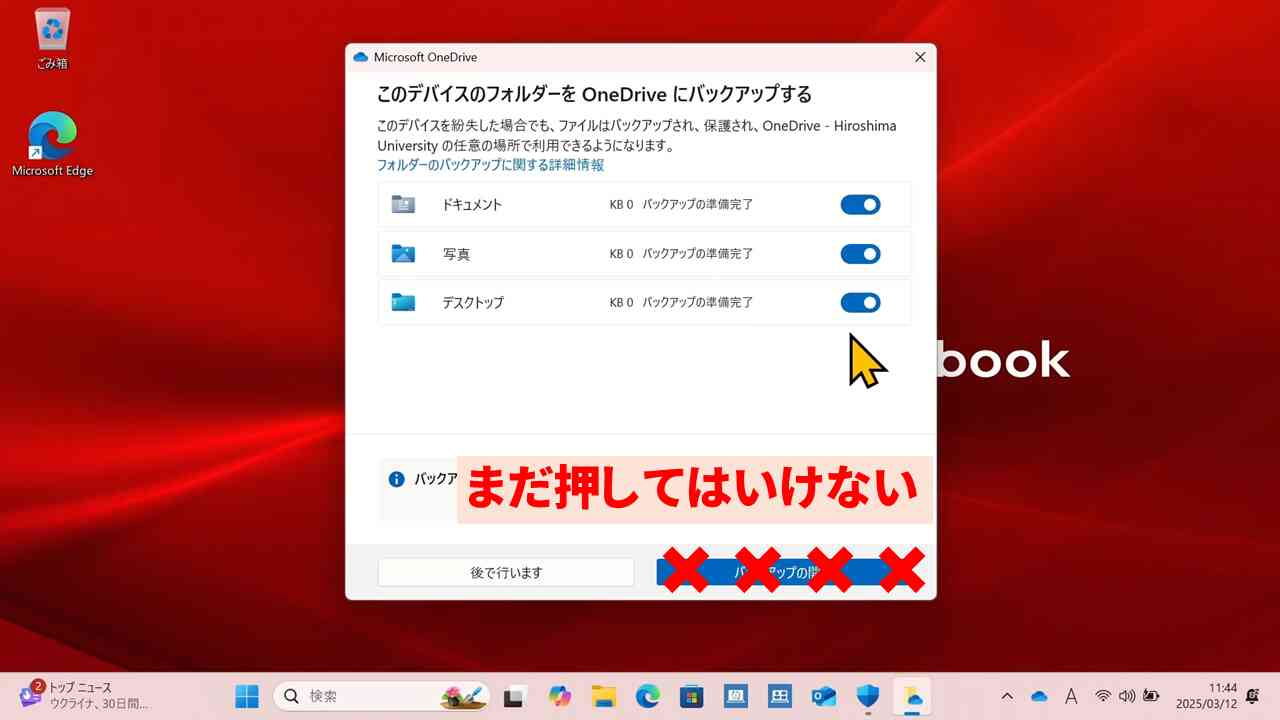 ごみ箱
Microsoft Edge
Microsoft OneDrive
このデバイスのフォルダーを OneDrive にバックアップする
このデバイスを紛失した場合でも、ファイルはバックアップされ、保護され、OneDrive - Hiroshima
University の任意の場所で利用できるようになります。
フォルダーのバックアップに関する詳細情報
ドキュメント KB 0 バックアップの準備完了
写真 KB 0 バックアップの準備完了
デスクトップ KB 0 バックアップの準備完了
book
バックア
まだ押してはいけない
後で行います
2
トップ ニュース
ウクライナ、30日間...
検索
A
11:44
2025/03/12